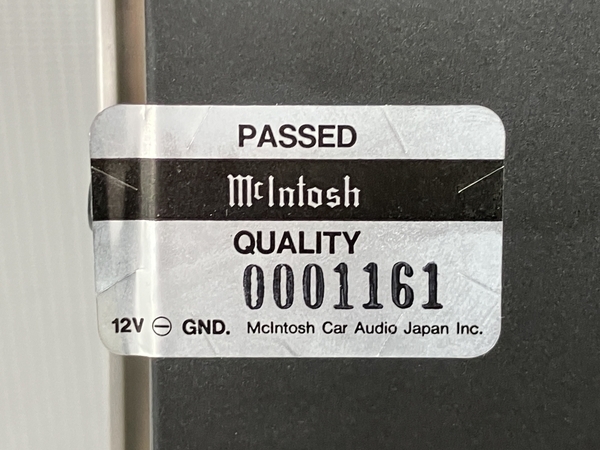 PASSED
McIntosh
QUALITY
0001161
12V ⊖ GND. McIntosh Car Audio Japan Inc.